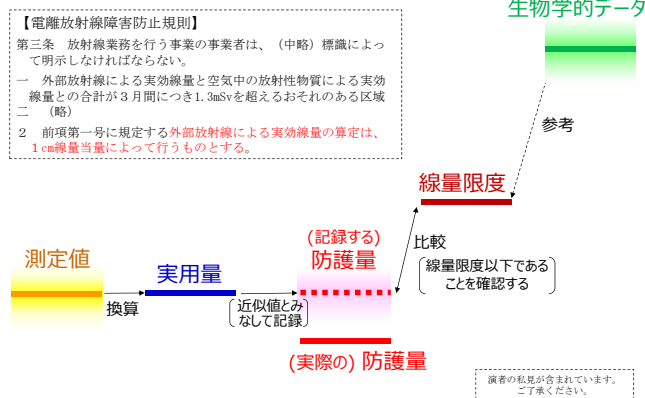 【電離放射線障害防止規則】
第三条　放射線業務を行う事業の事業者は、（中略）標識によっ
て明示しなければならない。
一　外部放射線による実効線量と空気中の放射性物質による実効
線量との合計が３月間につき1.3mSvを超えるおそれのある区域
二　（略）
２　前項第一号に規定する外部放射線による実効線量の算定は、
１cm線量当量によって行うものとする。
生物学的データ
参考
線量限度
比較
線量限度以下である
ことを確認する
(記録する)
防護量
測定値
換算
実用量
近似値とみ
なして記録
(実際の) 防護量
演者の私見が含まれています。
ご了承ください。